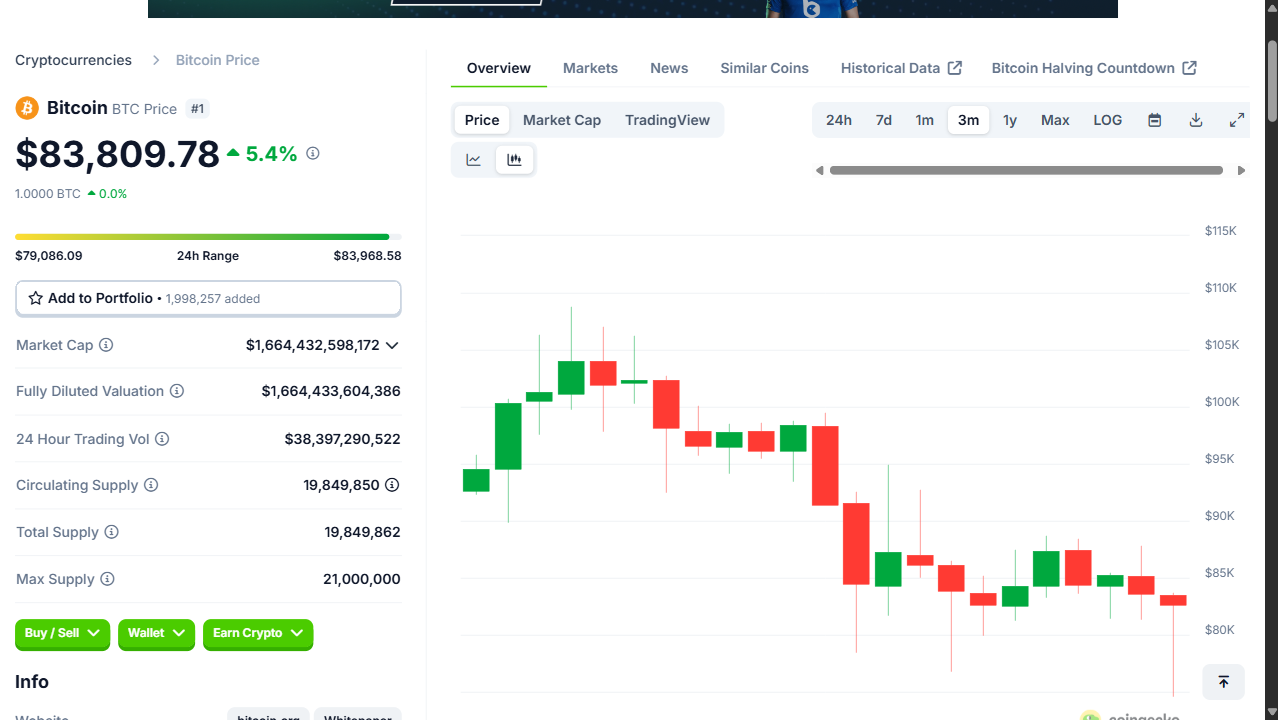 Cryptocurrencies > Bitcoin Price
Bitcoin BTC Price #1
$83,809.78 5.4%
1.0000 BTC 0.0%
$79,086.09 24h Range $83,968.58
Add to Portfolio • 1,998,257 added
Market Cap $1,664,432,598,172
Fully Diluted Valuation $1,664,433,604,386
24 Hour Trading Vol $38,397,290,522
Circulating Supply 19,849,850
Total Supply 19,849,862
Max Supply 21,000,000
Buy / Sell Wallet Earn Crypto
Info
Website bitcoin.org Whitepaper
Overview Markets News Similar Coins Historical Data Bitcoin Halving Countdown
Price Market Cap TradingView
24h 7d 1m 3m 1y Max LOG
$115K
$110K
$105K
$100K
$95K
$90K
$85K
$80K
coingecko